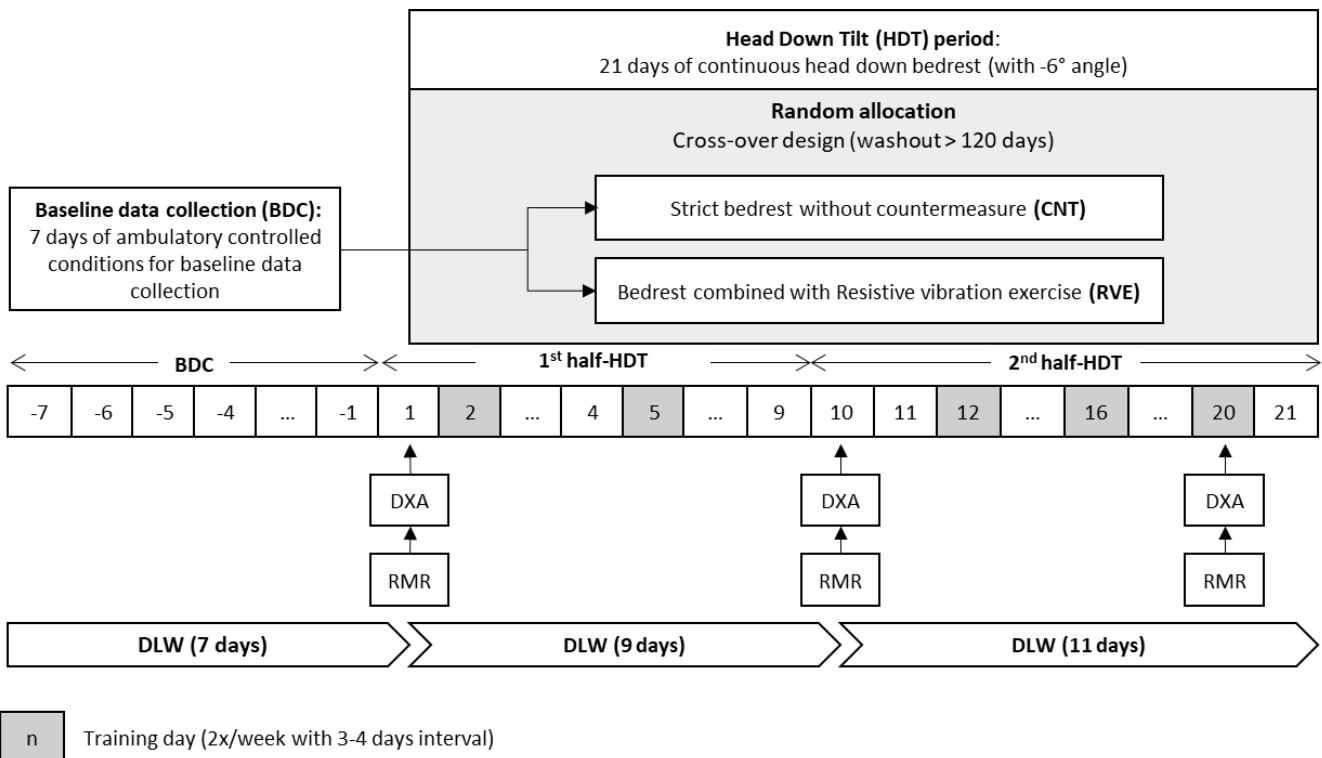 Head Down Tilt (HDT) period:
21 days of continuous head down bedrest (with -6° angle)
Random allocation
Cross-over design (washout > 120 days)
Baseline data collection (BDC):
7 days of ambulatory controlled
conditions for baseline data
collection
Strict bedrest without countermeasure (CNT)
Bedrest combined with Resistive vibration exercise (RVE)
BDC 1st half-HDT 2nd half-HDT
-7 -6 -5 -4 ... -1 1 2 ... 4 5 ... 9 10 11 12 ... 16 ... 20 21
DXA DXA DXA
RMR RMR RMR
DLW (7 days) DLW (9 days) DLW (11 days)
n Training day (2x/week with 3-4 days interval)